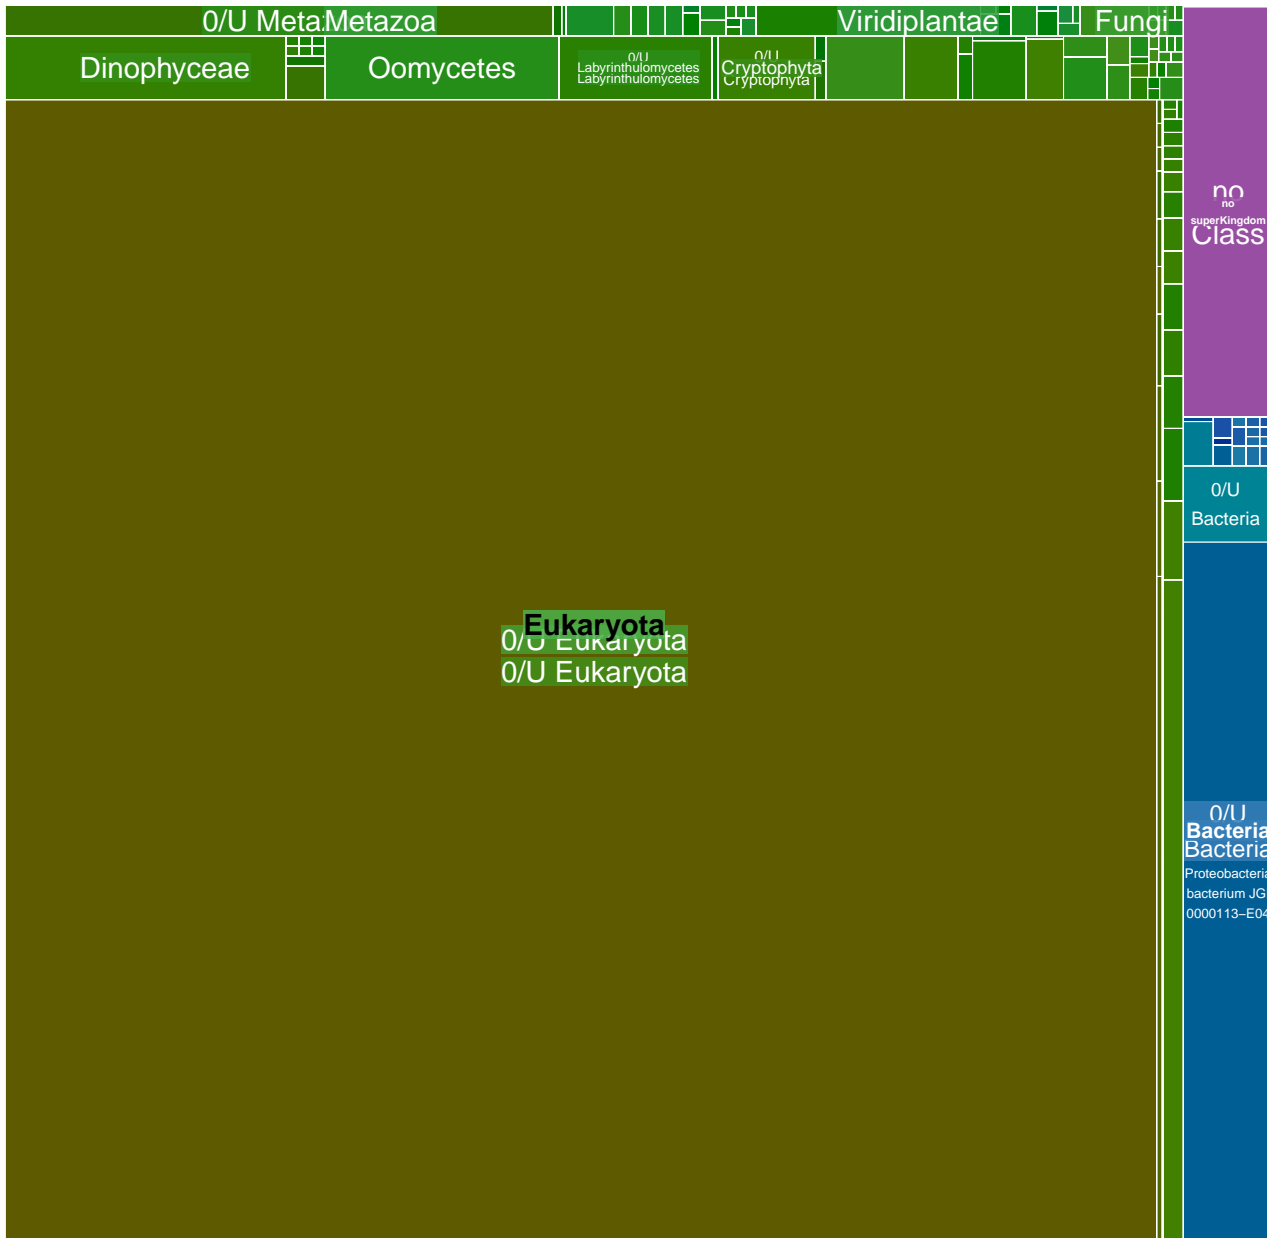 0/U Meta
Metazoa
Viridiplantae
Fungi
Dinophyceae
Oomycetes
0/U
Labyrinthulomycetes
Labyrinthulomycetes
0/U
Cryptophyta
Cryptophyta
no
no
superKingdom
Class
0/U
Bacteria
Eukaryota
0/U Eukaryota
0/U Eukaryota
0/U
Bacteria
Bacteria
Proteobacteria
bacterium JG
0000113–E04